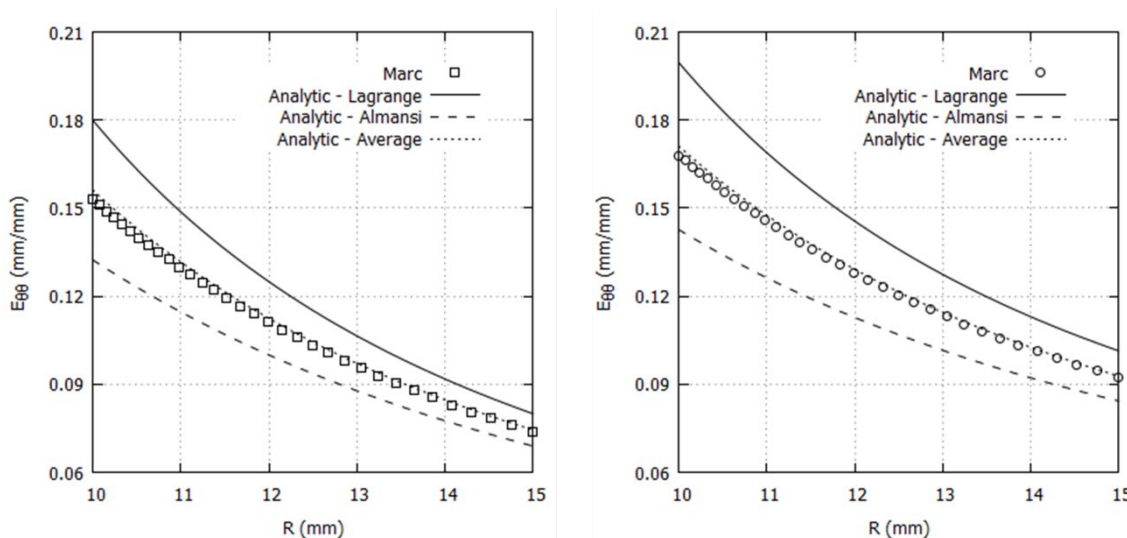 0.21
0.18
0.15
0.12
0.09
0.06
E_θθ (mm/mm)
Marc
Analytic - Lagrange
Analytic - Almansi
Analytic - Average
10 11 12 13 14 15
R (mm)
0.21
0.18
0.15
0.12
0.09
0.06
E_θθ (mm/mm)
Marc
Analytic - Lagrange
Analytic - Almansi
Analytic - Average
10 11 12 13 14 15
R (mm)